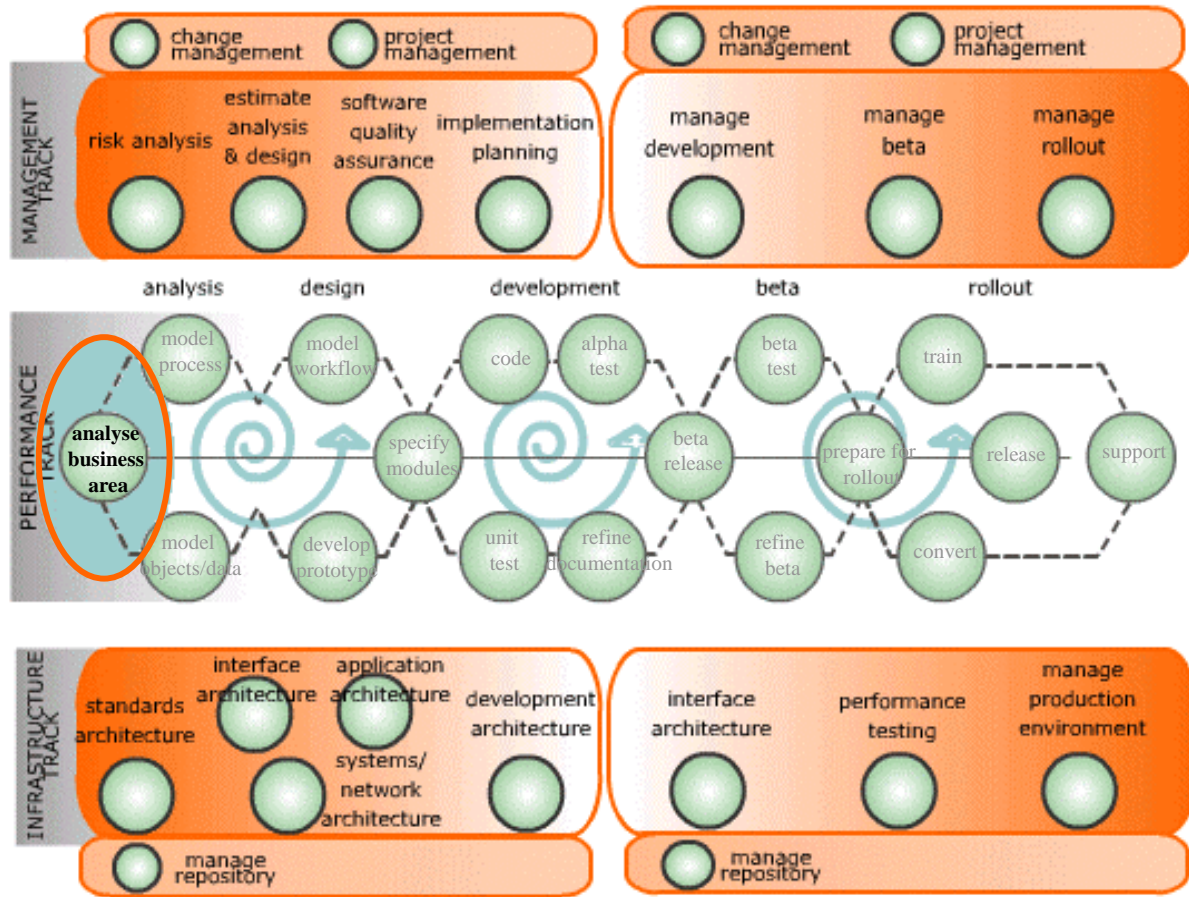 change
management
project
management
change
management
project
management
MANAGEMENT
TRACK
risk analysis
estimate
analysis
& design
software
quality
assurance
implementation
planning
manage
development
manage
beta
manage
rollout
analysis
design
development
beta
rollout
PERFORMANCE
TRACK
analyse
business
area
model
process
model
workflow
code
alpha
test
beta
test
train
specify
modules
beta
release
prepare for
rollout
release
support
model
objects/data
develop
prototype
unit
test
refine
documentation
refine
beta
convert
INFRASTRUCTURE
TRACK
standards
architecture
interface
architecture
application
architecture
systems/
network
architecture
development
architecture
interface
architecture
performance
testing
manage
production
environment
manage
repository
manage
repository